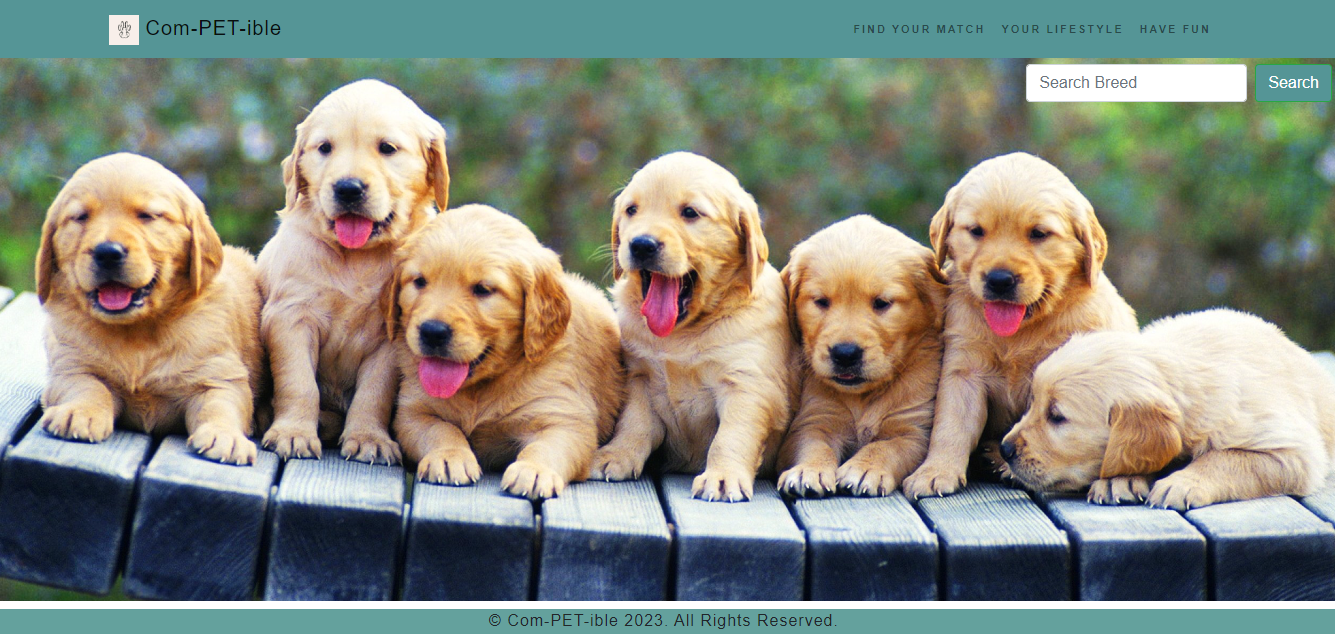 Com-PET-ible
FIND YOUR MATCH YOUR LIFESTYLE HAVE FUN
Search Breed
Search
© Com-PET-ible 2023. All Rights Reserved.